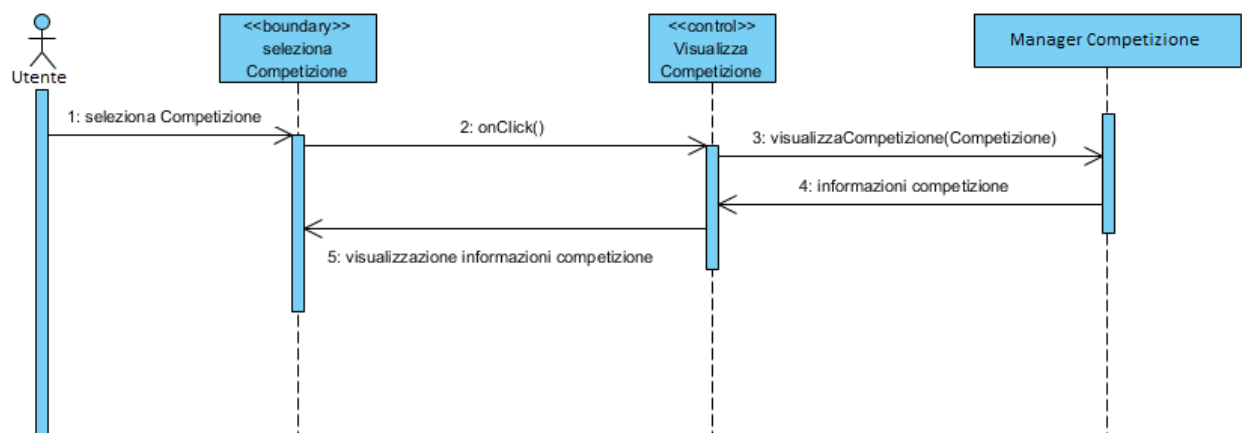 <<boundary>>
seleziona
Competizione
<<control>>
Visualizza
Competizione
Manager Competizione
Utente
1: seleziona Competizione
2: onClick()
3: visualizzaCompetizione(Competizione)
4: informazioni competizione
5: visualizzazione informazioni competizione